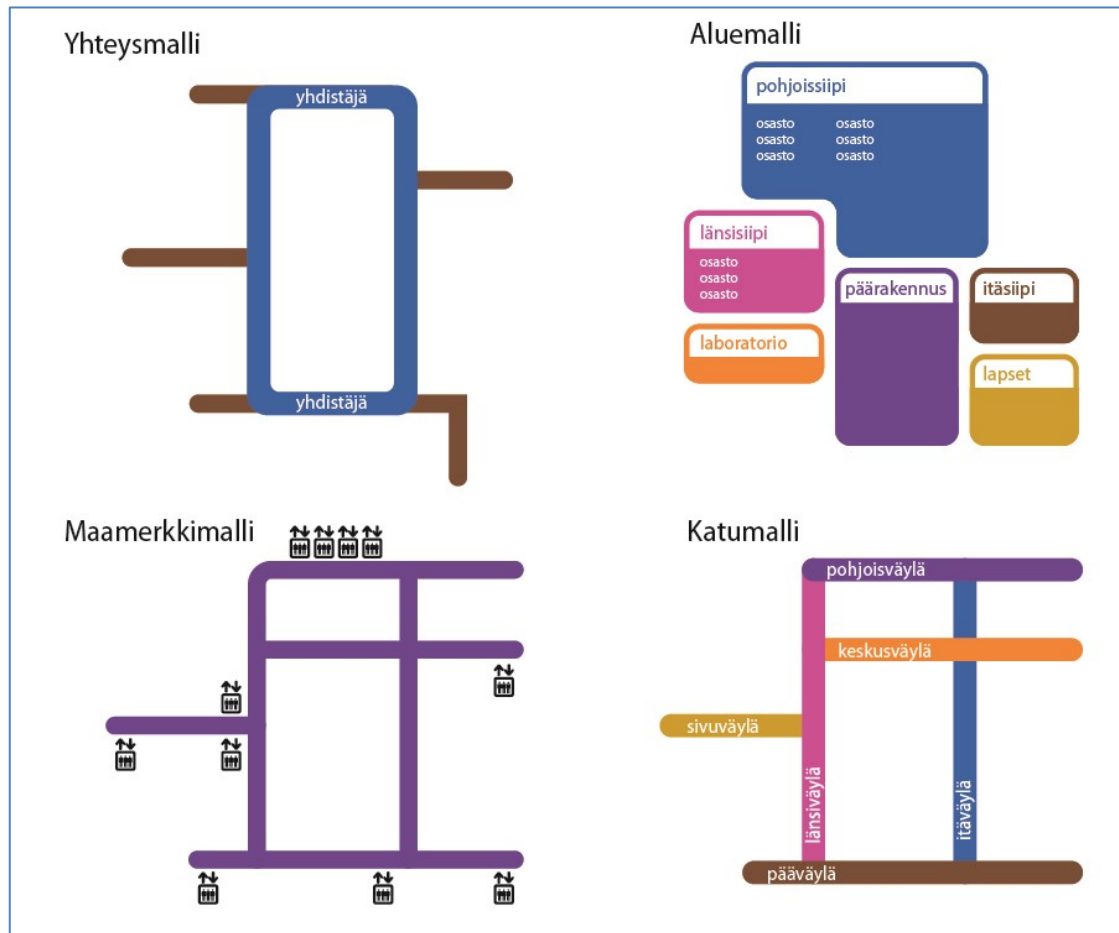 Yhteysmalli
yhdistäjä
yhdistäjä
Aluemalli
pohjoissiipi
osasto osasto
osasto osasto
osasto osasto
länsisiipi
osasto
osasto
osasto
laboratorio
päärakennus
itäsiipi
lapset
Maamerkkimalli
Katumalli
pohjoisväylä
keskusväylä
sivuväylä
länsiväylä
itäväylä
pääväylä